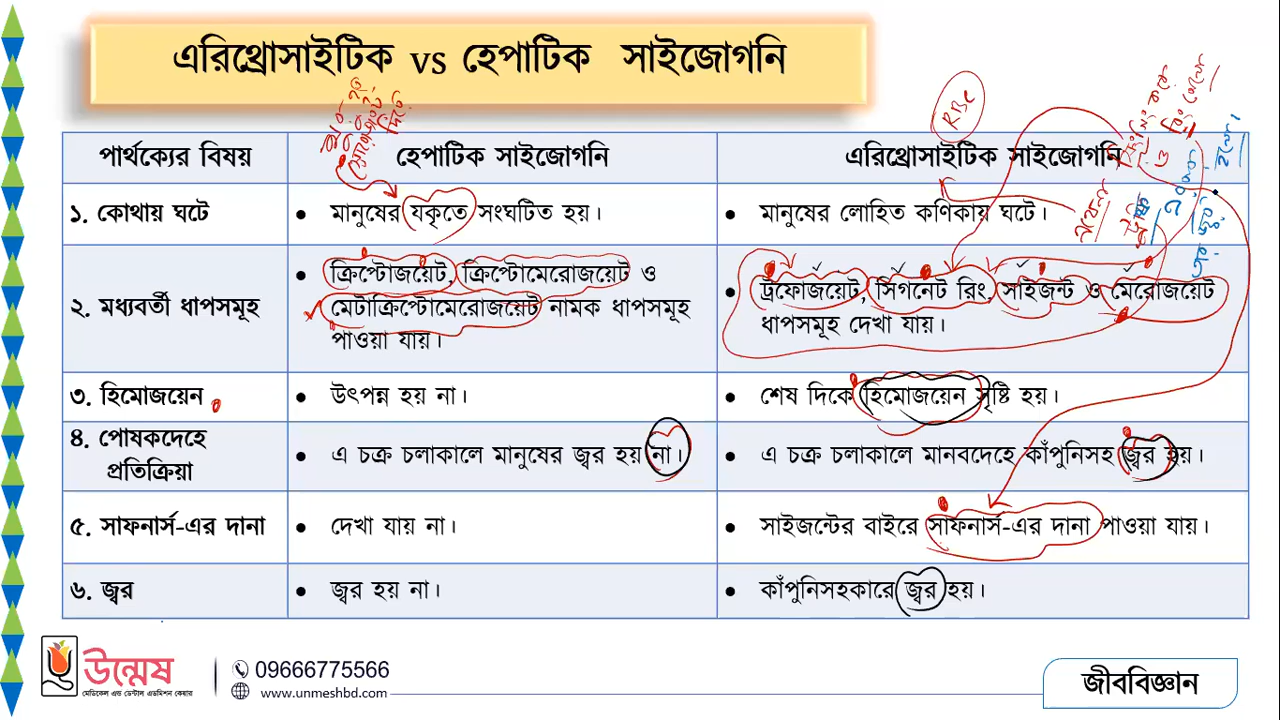 এরিথ্রোসাইটিক vs হেপাটিক সাইজোগনি
RBC
পার্থক্যের বিষয়
হেপাটিক সাইজোগনি
এরিথ্রোসাইটিক সাইজোগনি
১. কোথায় ঘটে
• মানুষের যকৃতে সংঘটিত হয়।
• মানুষের লোহিত কণিকায় ঘটে।
২. মধ্যবর্তী ধাপসমূহ
• ক্রিপ্টোজয়েট, ক্রিপ্টোমেরোজয়েট ও
মেটাক্রিপ্টোমেরোজয়েট নামক ধাপসমূহ
পাওয়া যায়।
• ট্রফোজয়েট, সিগনেট রিং, সাইজন্ট ও মেরোজয়েট
ধাপসমূহ দেখা যায়।
৩. হিমোজয়েন
• উৎপন্ন হয় না।
• শেষ দিকে হিমোজয়েন সৃষ্টি হয়।
৪. পোষকদেহে
প্রতিক্রিয়া
• এ চক্র চলাকালে মানুষের জ্বর হয় না।
• এ চক্র চলাকালে মানবদেহে কাঁপুনিসহ জ্বর হয়।
৫. সাফনার্স-এর দানা
• দেখা যায় না।
• সাইজন্টের বাইরে সাফনার্স-এর দানা পাওয়া যায়।
৬. জ্বর
• জ্বর হয় না।
• কাঁপুনিসহকারে জ্বর হয়।
উন্মেষ
মেডিকেল এন্ড ডেন্টাল এডমিশন কেয়ার
09666775566
www.unmeshbd.com
জীববিজ্ঞান